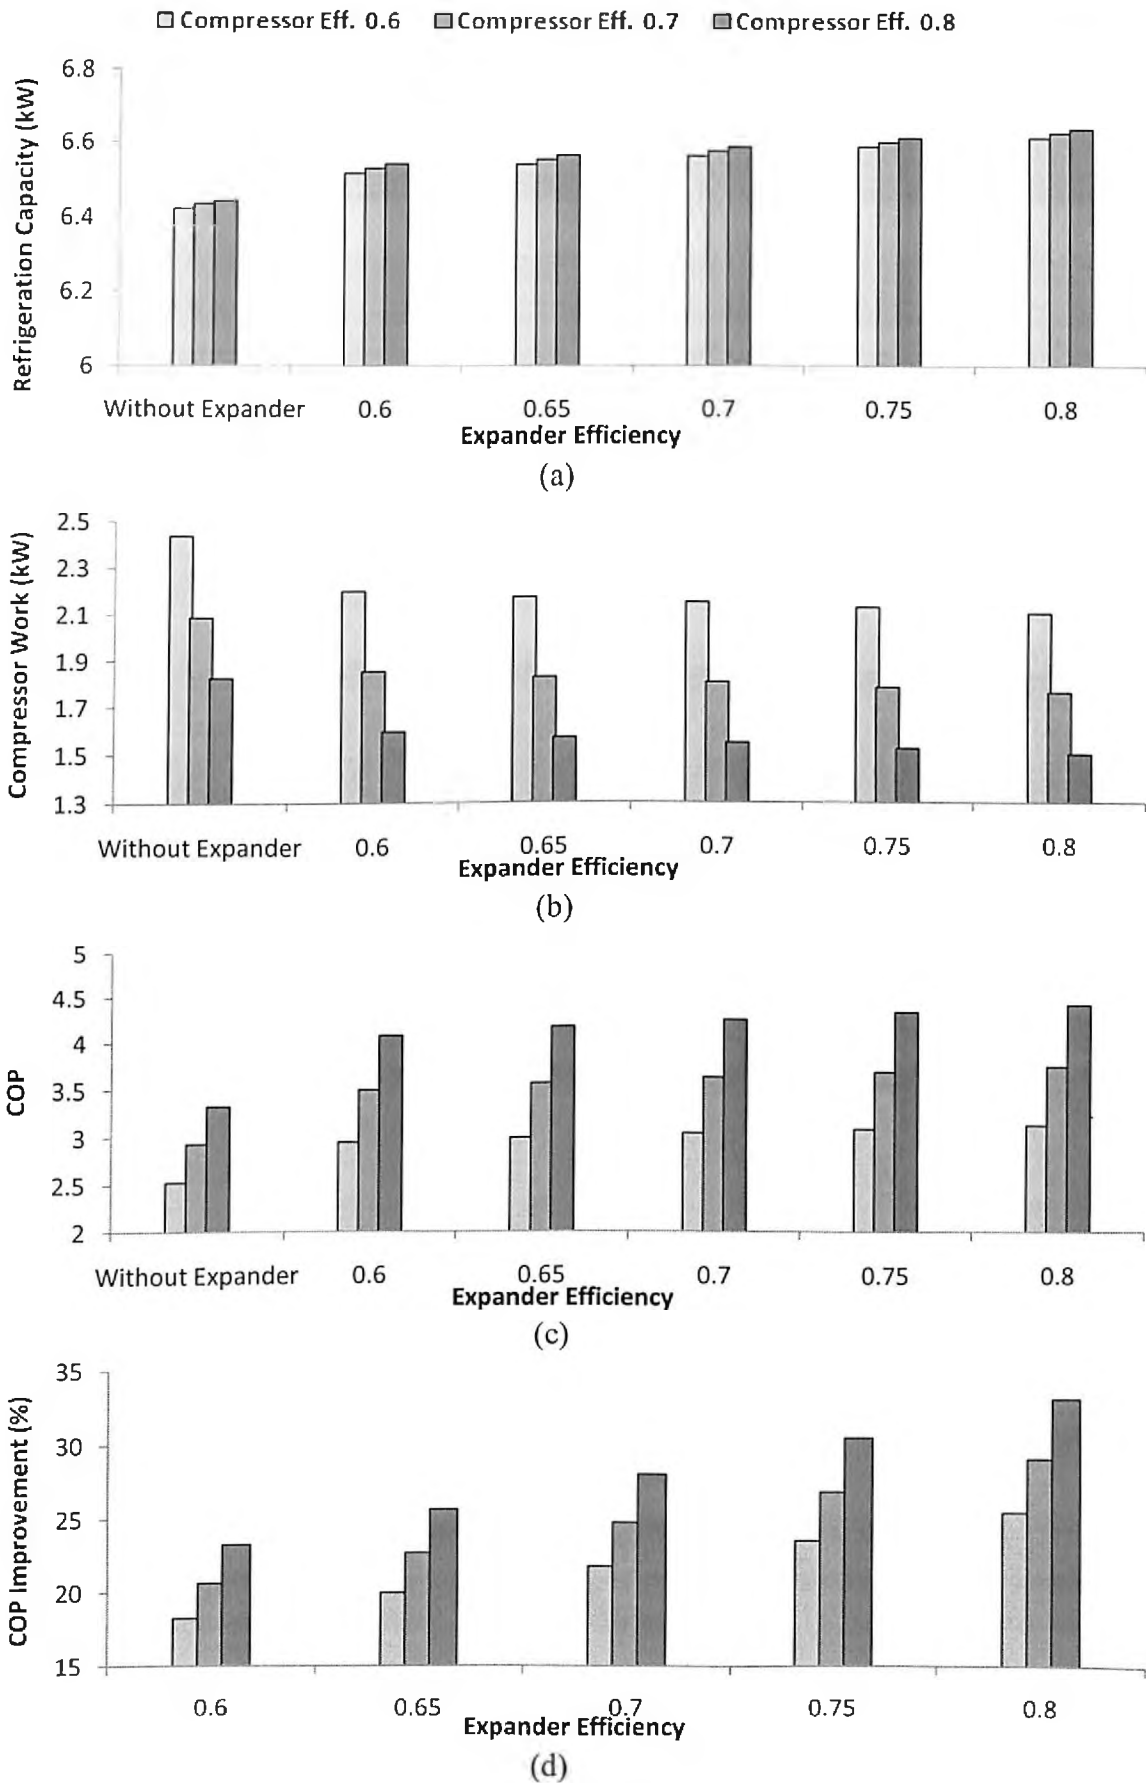 Compressor Eff. 0.6 Compressor Eff. 0.7 Compressor Eff. 0.8
Refrigeration Capacity (kW)
6.8
6.6
6.4
6.2
6
Without Expander 0.6 0.65 0.7 0.75 0.8
Expander Efficiency
(a)
Compressor Work (kW)
2.5
2.3
2.1
1.9
1.7
1.5
1.3
Without Expander 0.6 0.65 0.7 0.75 0.8
Expander Efficiency
(b)
COP
5
4.5
4
3.5
3
2.5
2
Without Expander 0.6 0.65 0.7 0.75 0.8
Expander Efficiency
(c)
COP Improvement (%)
35
30
25
20
15
0.6 0.65 0.7 0.75 0.8
Expander Efficiency
(d)